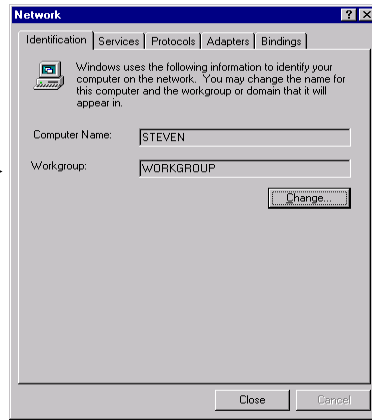 Network
Identification Services Protocols Adapters Bindings
Windows uses the following information to identify your
computer on the network. You may change the name for
this computer and the workgroup or domain that it will
appear in.
Computer Name: STEVEN
Workgroup: WORKGROUP
Change...
Close Cancel